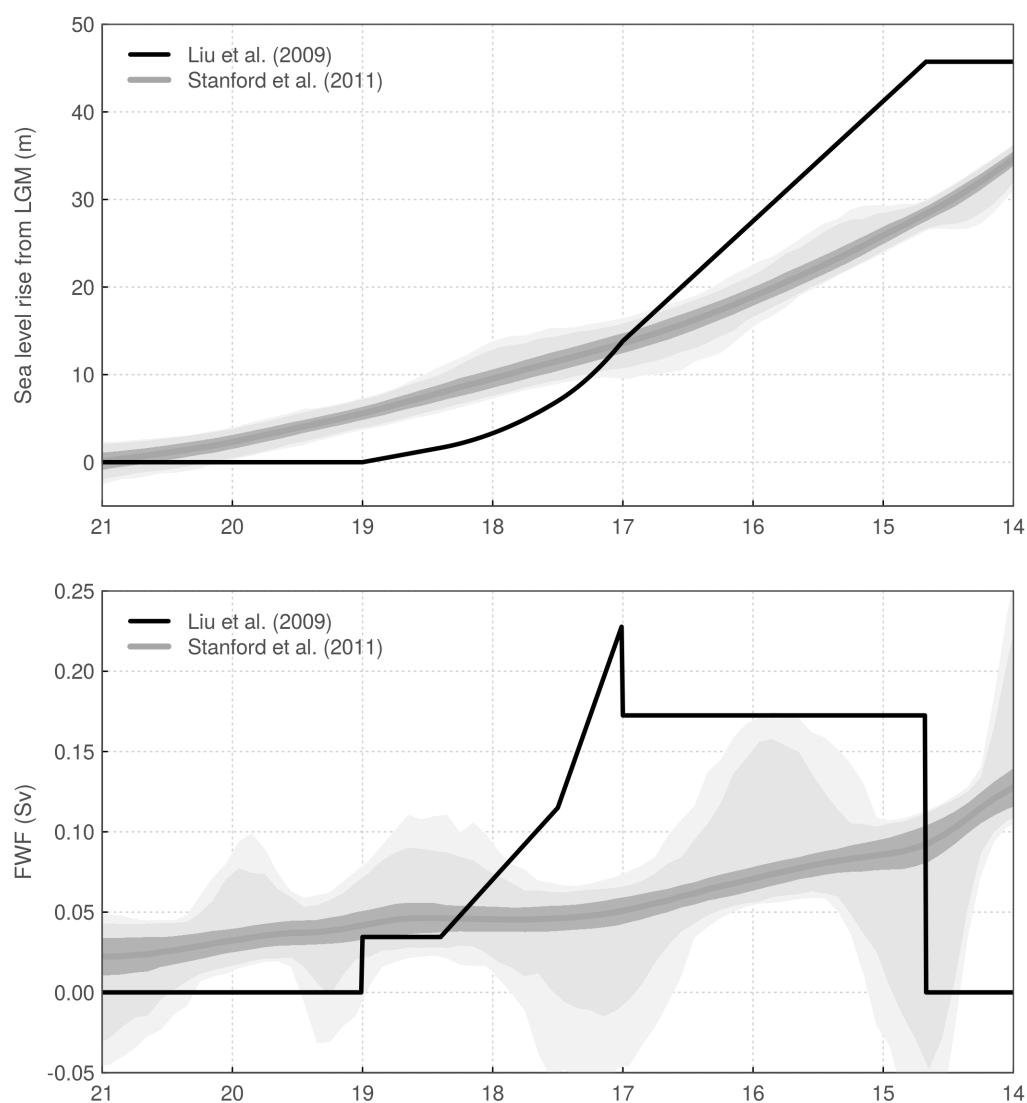 50
Liu et al. (2009)
Stanford et al. (2011)
40
30
20
10
0
Sea level rise from LGM (m)
21 20 19 18 17 16 15 14
0.25
Liu et al. (2009)
Stanford et al. (2011)
0.20
0.15
0.10
0.05
0.00
-0.05
FWF (Sv)
21 20 19 18 17 16 15 14